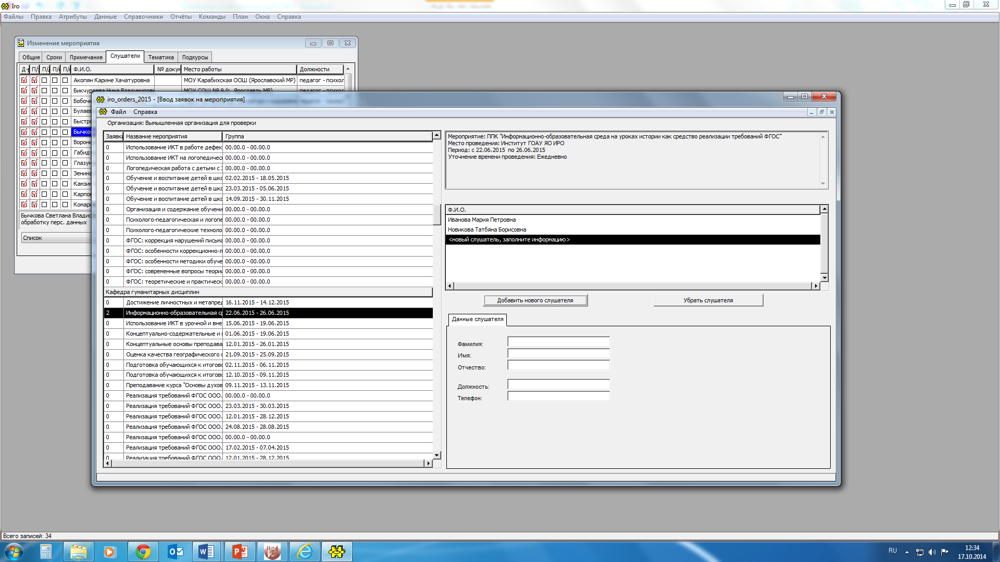 Iro
Файлы Правка Атрибуты Данные Справочники Отчёты Команды План Окна Справка
Изменение мероприятия
Общие Сроки Примечание Слушатели Тематика Подкурсы
Ф.И.О. № докум Место работы Должности
Акопян Карине Хачатуровна МОУ Карабихская ООШ (Ярославский МР) педагог - психол
Бикчураева Нина Владимировн МОУ СОШ № 9 (г. Ярославль МР) педагог - психол
Бобочк
Булаев
Быстро
Бычко
Ворони
Габиду
Глазун
Зенина
Камзин
Карпов
Комаро
Бычкова Светлана Владис
обработку перс. данных
Список
iro_orders_2015 - [Ввод заявок на мероприятия]
Файл Справка
Организация: Вымышленная организация для проверки
Заявки Название мероприятия Группа
0 Использование ИКТ в работе дефек 00.00.0 - 00.00.0
0 Использование ИКТ на логопедичес 00.00.0 - 00.00.0
0 Логопедическая работа с детьми с 00.00.0 - 00.00.0
0 Обучение и воспитание детей в шко 02.02.2015 - 18.05.2015
0 Обучение и воспитание детей в шко 23.03.2015 - 05.06.2015
0 Обучение и воспитание детей в шко 14.09.2015 - 30.11.2015
0 Организация и содержание обучени 00.00.0 - 00.00.0
0 Психолого-педагогическая и логопе 00.00.0 - 00.00.0
0 Психолого-педагогические техноло 00.00.0 - 00.00.0
0 ФГОС: коррекция нарушений письма 00.00.0 - 00.00.0
0 ФГОС: особенности коррекционно-л 00.00.0 - 00.00.0
0 ФГОС: особенности методики обуче 00.00.0 - 00.00.0
0 ФГОС: современные вопросы теори 00.00.0 - 00.00.0
0 ФГОС: теоретические и практическ 00.00.0 - 00.00.0
Кафедра гуманитарных дисциплин
0 Достижение личностных и метапред 16.11.2015 - 14.12.2015
2 Информационно-образовательная ср 22.06.2015 - 26.06.2015
0 Использование ИКТ в урочной и вне 15.06.2015 - 19.06.2015
0 Концептуально-содержательные и 01.06.2015 - 19.06.2015
0 Концептуальные основы преподава 12.01.2015 - 26.01.2015
0 Оценка качества географического о 21.09.2015 - 25.09.2015
0 Подготовка обучающихся к итогово 02.11.2015 - 06.11.2015
0 Подготовка обучающихся к итогово 12.10.2015 - 09.11.2015
0 Преподавание курса "Основы духов 09.11.2015 - 13.11.2015
0 Реализация требований ФГОС ООО. 00.00.0 - 00.00.0
0 Реализация требований ФГОС ООО. 23.03.2015 - 30.03.2015
0 Реализация требований ФГОС ООО. 12.01.2015 - 28.12.2015
0 Реализация требований ФГОС ООО. 24.08.2015 - 28.08.2015
0 Реализация требований ФГОС ООО. 00.00.0 - 00.00.0
0 Реализация требований ФГОС ООО. 17.02.2015 - 07.04.2015
0 Реализация требований ФГОС ООО. 12.01.2015 - 28.12.2015
Мероприятие: ППК "Информационно-образовательная среда на уроках истории как средство реализации требований ФГОС"
Место проведения: Институт ГОАУ ЯО ИРО
Период: с 22.06.2015 по 26.06.2015
Уточнение времени проведения: Ежедневно
Ф.И.О.
Иванова Мария Петровна
Новикова Татбяна Борисовна
<новый слушатель, заполните информацию>
Добавить нового слушателя Убрать слушателя
Данные слушателя
Фамилия:
Имя:
Отчество:
Должность:
Телефон:
Всего записей: 34
RU 12:34
17.10.2014